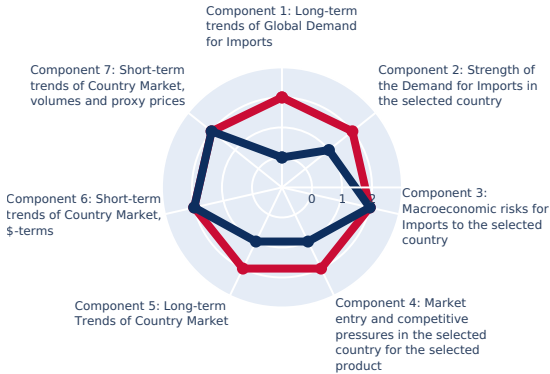 Component 1: Long-term
trends of Global Demand
for Imports
Component 2: Strength of
the Demand for Imports in
the selected country
Component 3:
Macroeconomic risks for
Imports to the selected
country
Component 4: Market
entry and competitive
pressures in the selected
country for the selected
product
Component 5: Long-term
Trends of Country Market
Component 6: Short-term
trends of Country Market,
$-terms
Component 7: Short-term
trends of Country Market,
volumes and proxy prices
0 1 2